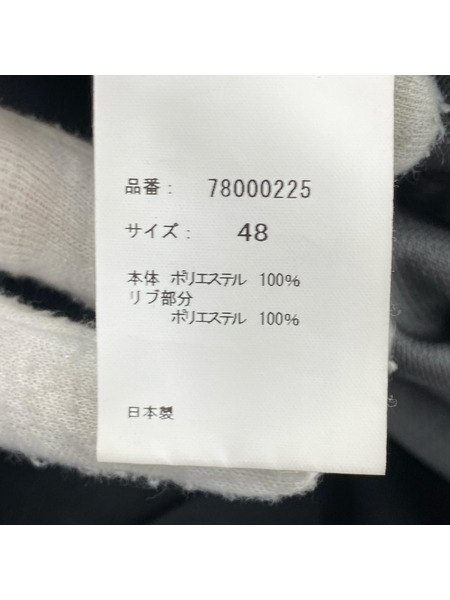 品番： 78000225
サイズ： 48
本体 ポリエステル 100%
リブ部分
ポリエステル 100%
日本製